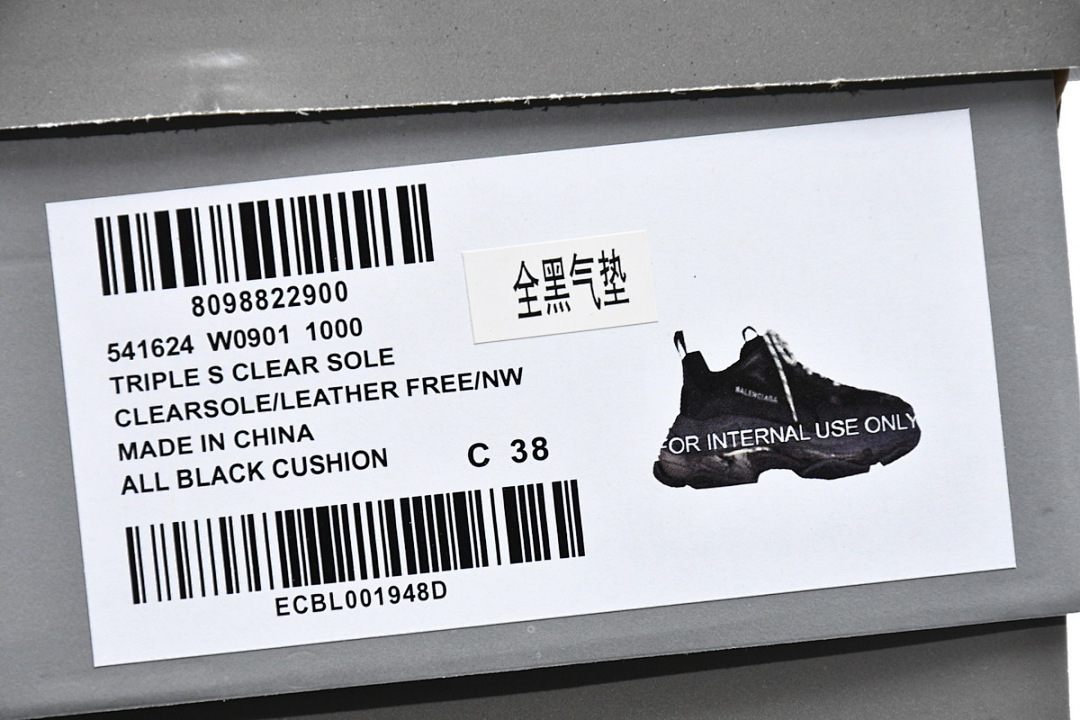 8098822900
541624 W0901 1000
TRIPLE S CLEAR SOLE
CLEARSOLE/LEATHER FREE/NW
MADE IN CHINA
ALL BLACK CUSHION
C 38
ECBL001948D
全黑气垫
BALENCIAGA
FOR INTERNAL USE ONLY